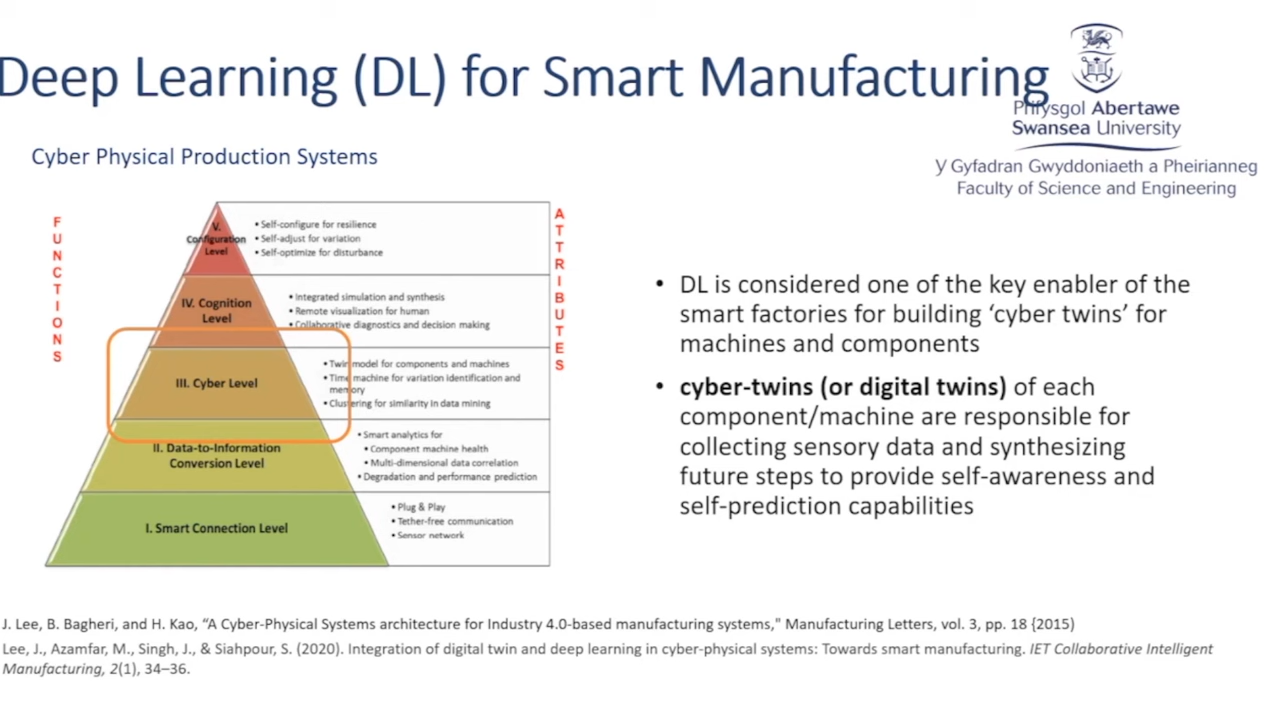 Deep Learning (DL) for Smart Manufacturing
Prifysgol Abertawe
Swansea University
Y Gyfadran Gwyddoniaeth a Pheirianneg
Faculty of Science and Engineering
Cyber Physical Production Systems
FUNCTIONS
ATTRIBUTES
V.
Configuration
Level
• Self-configure for resilience
• Self-adjust for variation
• Self-optimize for disturbance
IV. Cognition
Level
• Integrated simulation and synthesis
• Remote visualization for human
• Collaborative diagnostics and decision making
III. Cyber Level
• Twin model for components and machines
• Time machine for variation identification and
memory
• Clustering for similarity in data mining
II. Data-to-Information
Conversion Level
• Smart analytics for
• Component machine health
• Multi-dimensional data correlation
• Degradation and performance prediction
I. Smart Connection Level
• Plug & Play
• Tether-free communication
• Sensor network
• DL is considered one of the key enabler of the
smart factories for building ‘cyber twins’ for
machines and components
• cyber-twins (or digital twins) of each
component/machine are responsible for
collecting sensory data and synthesizing
future steps to provide self-awareness and
self-prediction capabilities
J. Lee, B. Bagheri, and H. Kao, “A Cyber-Physical Systems architecture for Industry 4.0-based manufacturing systems," Manufacturing Letters, vol. 3, pp. 18 {2015)
Lee, J., Azamfar, M., Singh, J., & Siahpour, S. (2020). Integration of digital twin and deep learning in cyber-physical systems: Towards smart manufacturing. IET Collaborative Intelligent
Manufacturing, 2(1), 34–36.